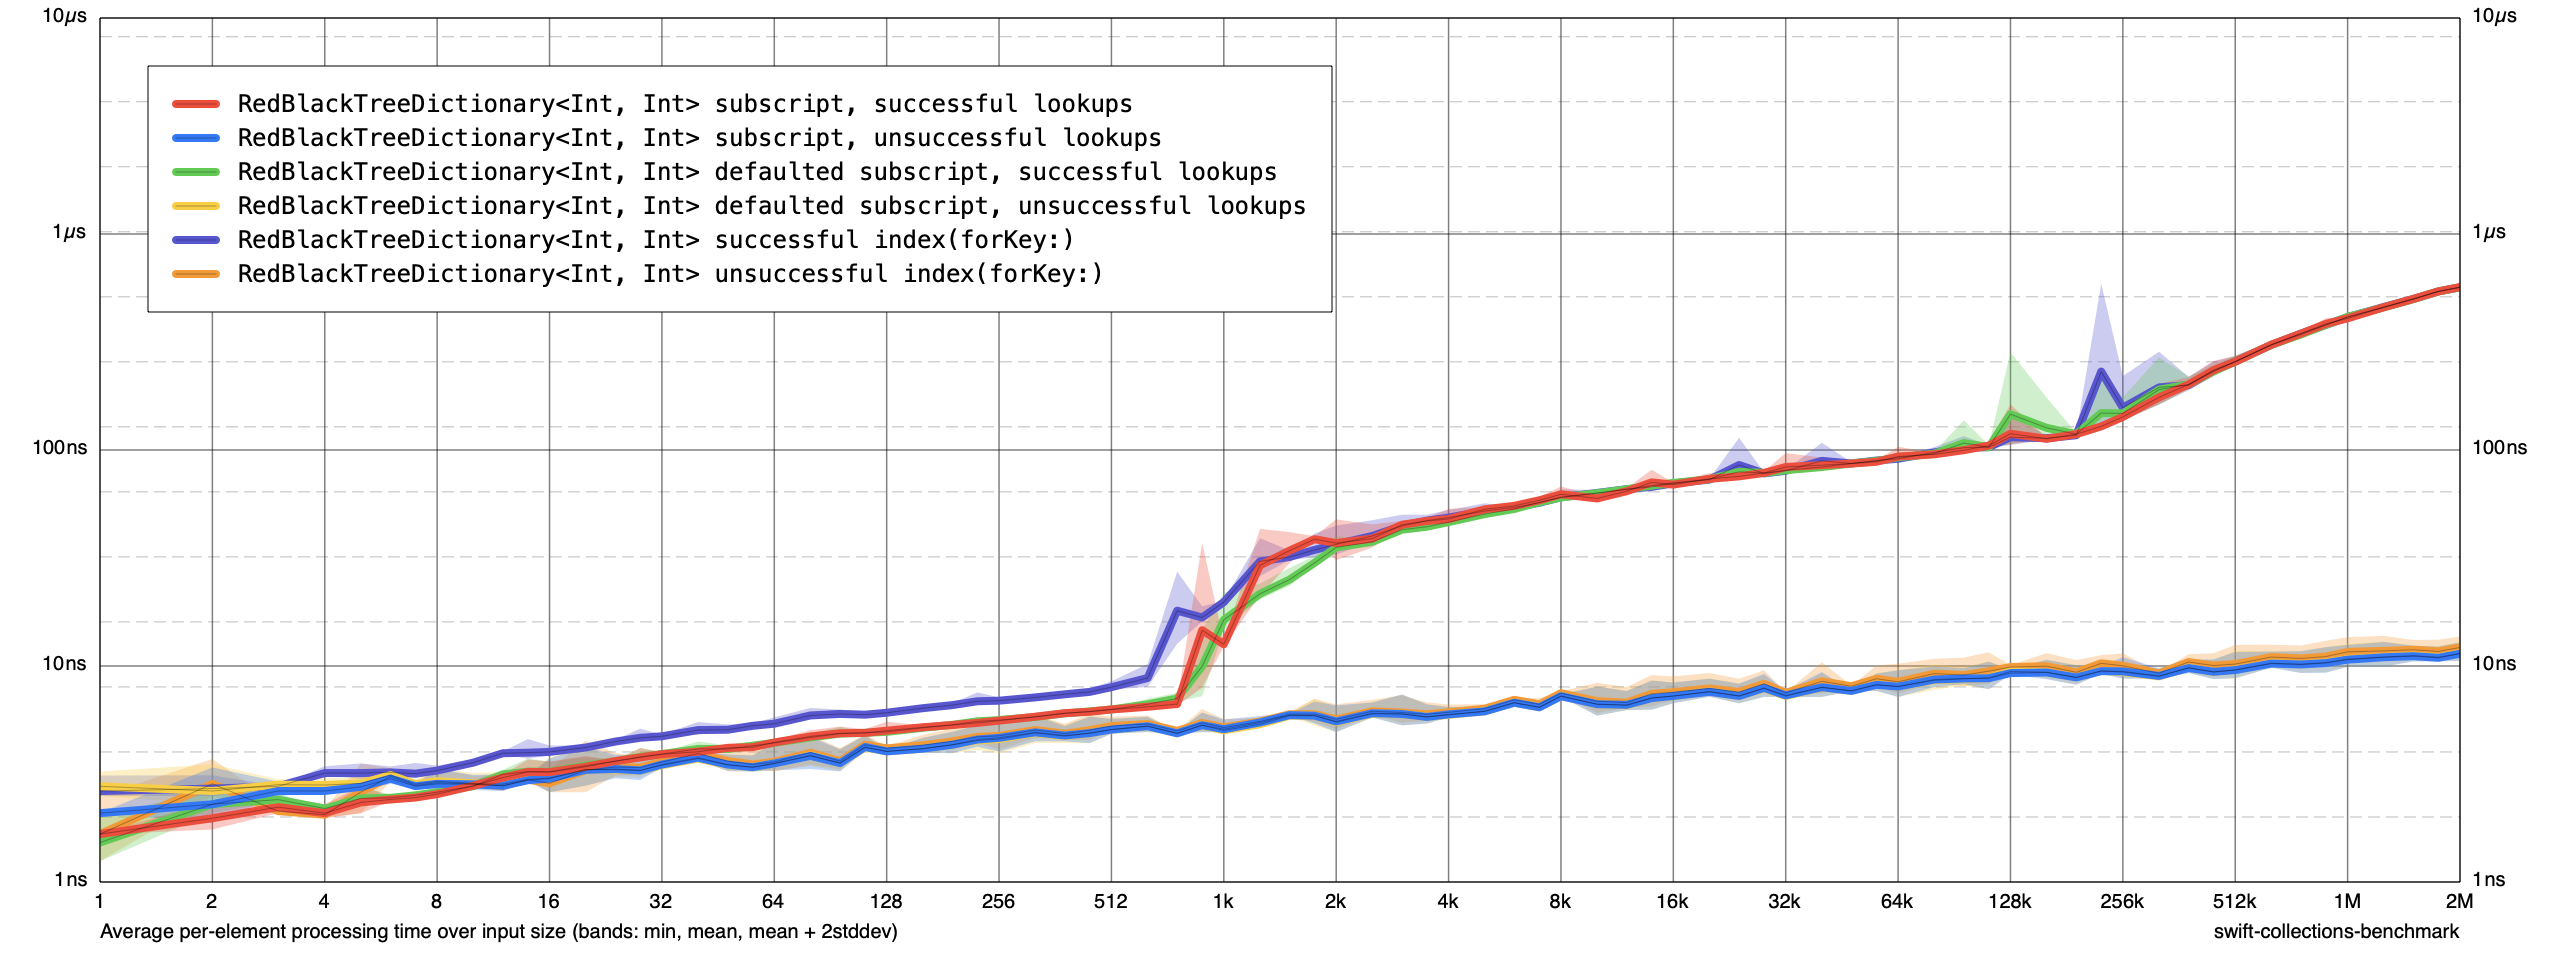 10µs
10µs
RedBlackTreeDictionary<Int, Int> subscript, successful lookups
RedBlackTreeDictionary<Int, Int> subscript, unsuccessful lookups
RedBlackTreeDictionary<Int, Int> defaulted subscript, successful lookups
RedBlackTreeDictionary<Int, Int> defaulted subscript, unsuccessful lookups
RedBlackTreeDictionary<Int, Int> successful index(forKey:)
RedBlackTreeDictionary<Int, Int> unsuccessful index(forKey:)
1µs
1µs
100ns
100ns
10ns
10ns
1ns
1ns
1 2 4 8 16 32 64 128 256 512 1k 2k 4k 8k 16k 32k 64k 128k 256k 512k 1M 2M
Average per-element processing time over input size (bands: min, mean, mean + 2stddev)
swift-collections-benchmark